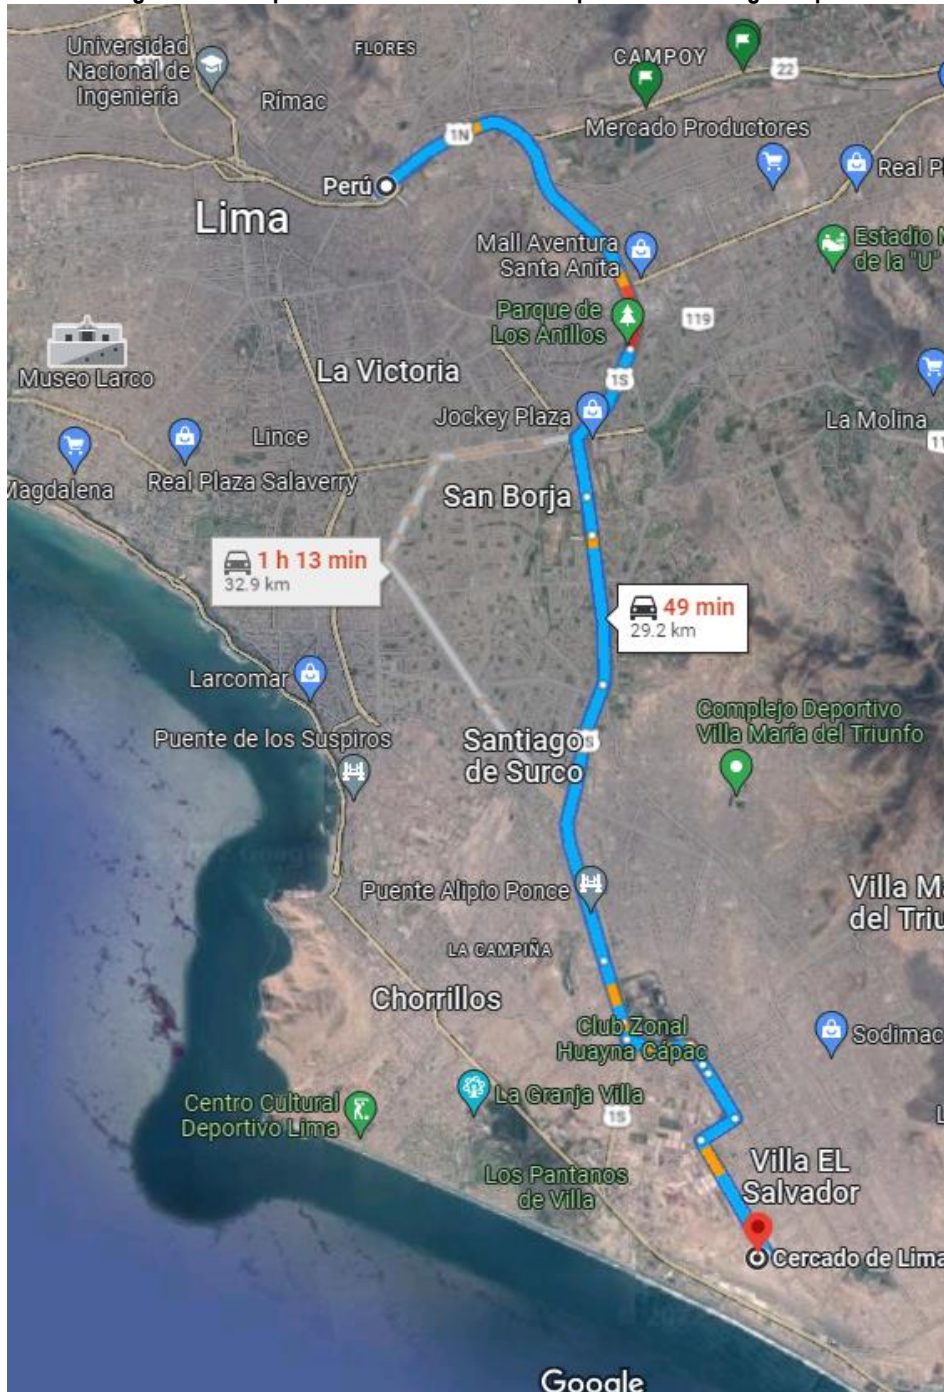 Universidad
Nacional de
Ingeniería
FLORES
CAMPOY
22
Rímac
1N
Mercado Productores
Perú
Lima
Mall Aventura
Santa Anita
Estadio
de la "U"
Parque de
Los Anillos
119
Museo Larco
La Victoria
1S
Jockey Plaza
La Molina
Lince
Magdalena
Real Plaza Salaverry
San Borja
1 h 13 min
32.9 km
49 min
29.2 km
Larcomar
Complejo Deportivo
Villa María del Triunfo
Puente de los Suspiros
Santiago
de Surco
Puente Alipio Ponce
Villa
LA CAMPIÑA
Chorrillos
Club Zonal
Huayna Cápac
Sodimac
La Granja Villa
Centro Cultural
Deportivo Lima
1S
Los Pantanos
de Villa
Villa EL
Salvador
Cercado de Lima
Google